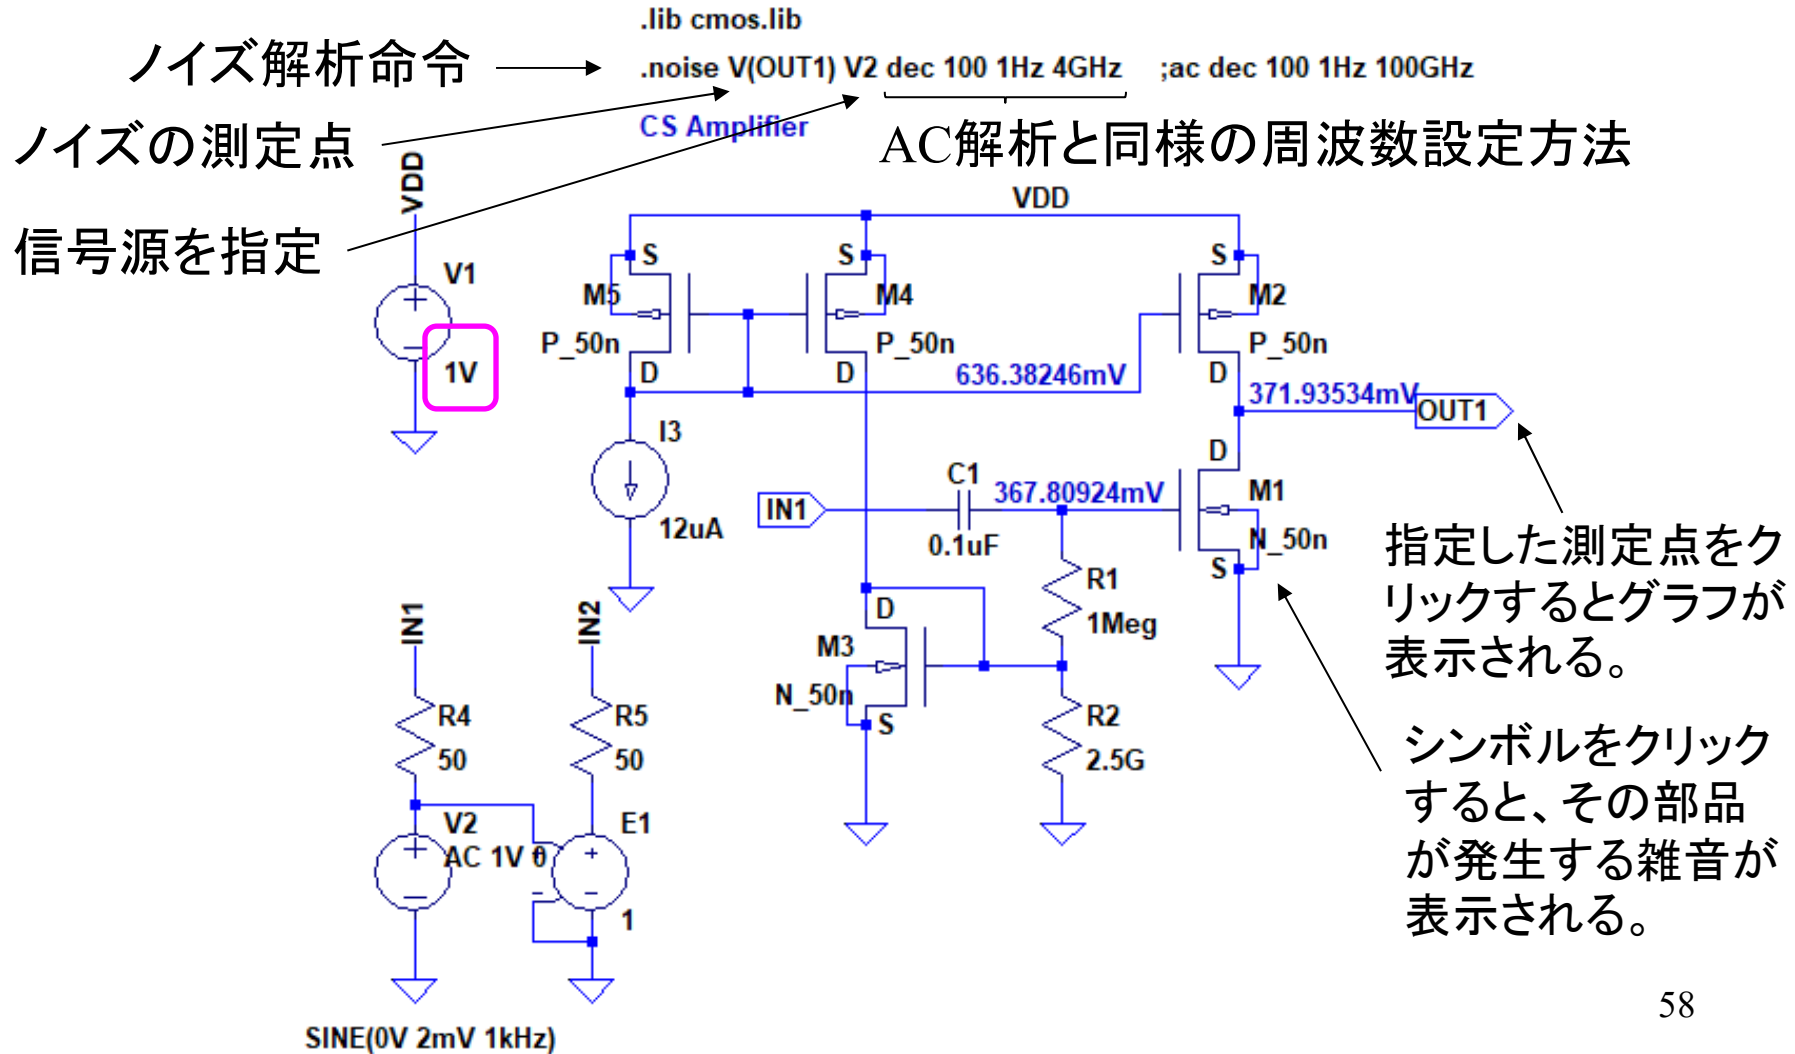 .lib cmos.lib
ノイズ解析命令
.noise V(OUT1) V2 dec 100 1Hz 4GHz ;ac dec 100 1Hz 100GHz
ノイズの測定点
CS Amplifier
AC解析と同様の周波数設定方法
信号源を指定
VDD
VDD
V1
1V
S
M5
P_50n
D
S
M4
P_50n
D
S
M2
P_50n
D
636.38246mV
371.93534mV
OUT1
I3
12uA
IN1
C1
0.1uF
367.80924mV
D
M1
N_50n
S
R1
1Meg
D
M3
N_50n
S
R2
2.5G
指定した測定点をク
リックするとグラフが
表示される。
シンボルをクリック
すると、その部品
が発生する雑音が
表示される。
IN1
R4
50
IN2
R5
50
V2
AC 1V 0
+
-
E1
+
-
1
SINE(0V 2mV 1kHz)
58